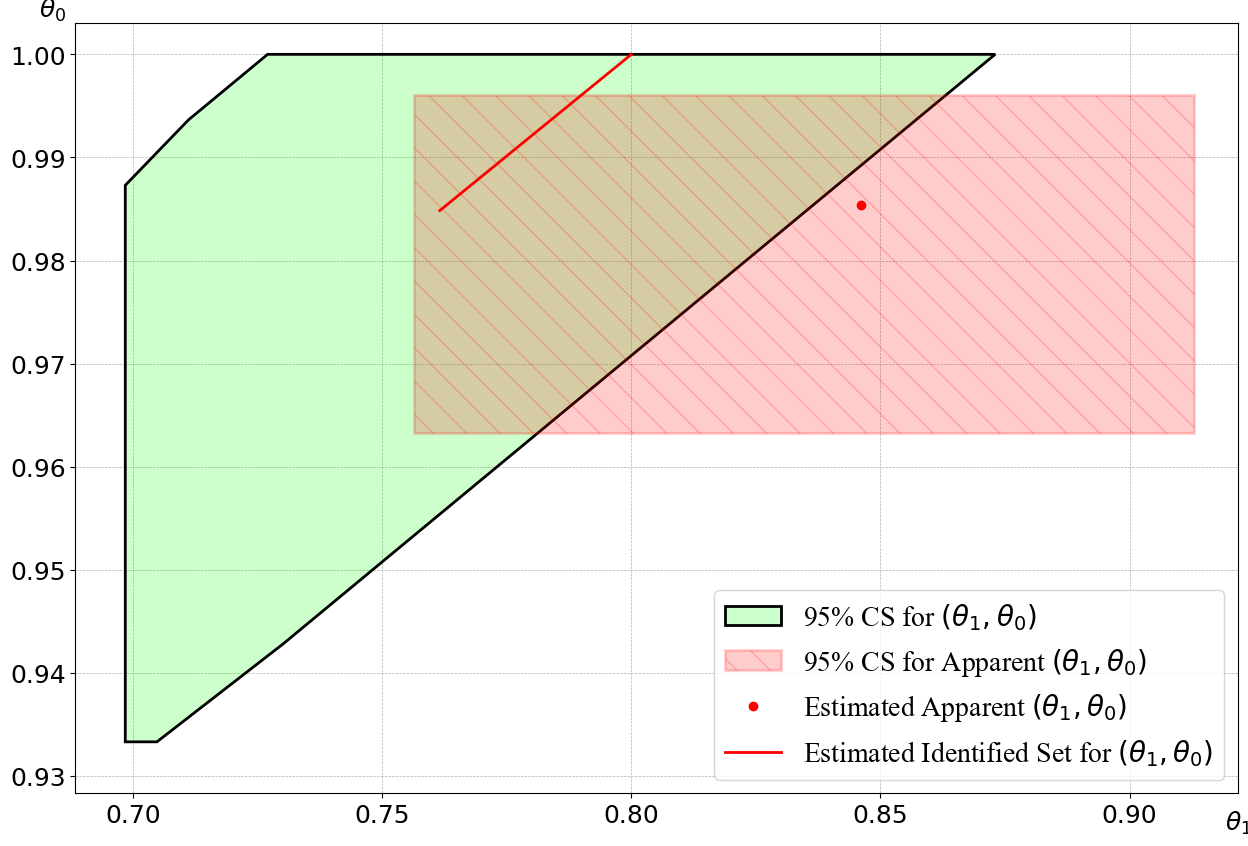 θ₀
1.00
0.99
0.98
0.97
0.96
0.95
0.94
0.93
95% CS for (θ₁, θ₀)
95% CS for Apparent (θ₁, θ₀)
Estimated Apparent (θ₁, θ₀)
Estimated Identified Set for (θ₁, θ₀)
0.70 0.75 0.80 0.85 0.90
θ₁